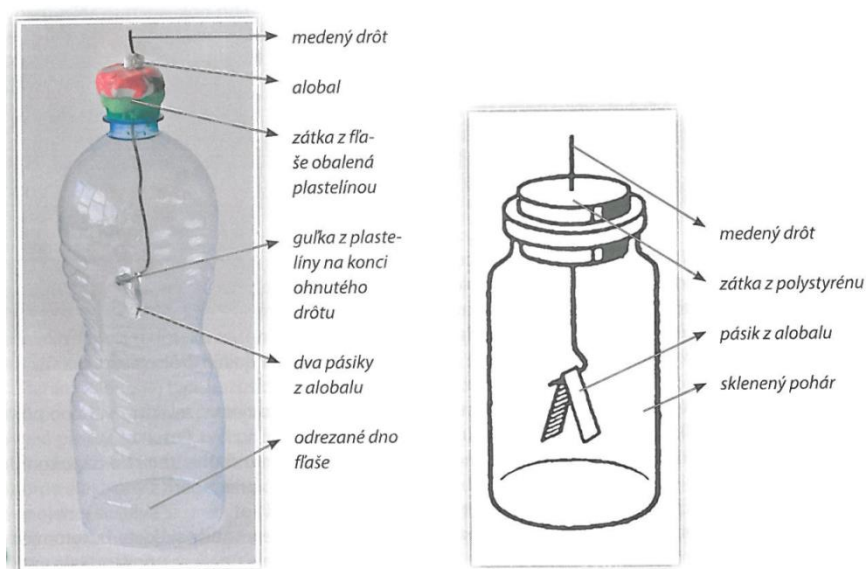 medený drôt
alobal
zátka z fľa-
še obalená
plastelínou
guľka z plaste-
líny na konci
ohnutého
drôtu
dva pásiky
z alobalu
odrezané dno
fľaše
medený drôt
zátka z polystyrénu
pásik z alobalu
sklenený pohár